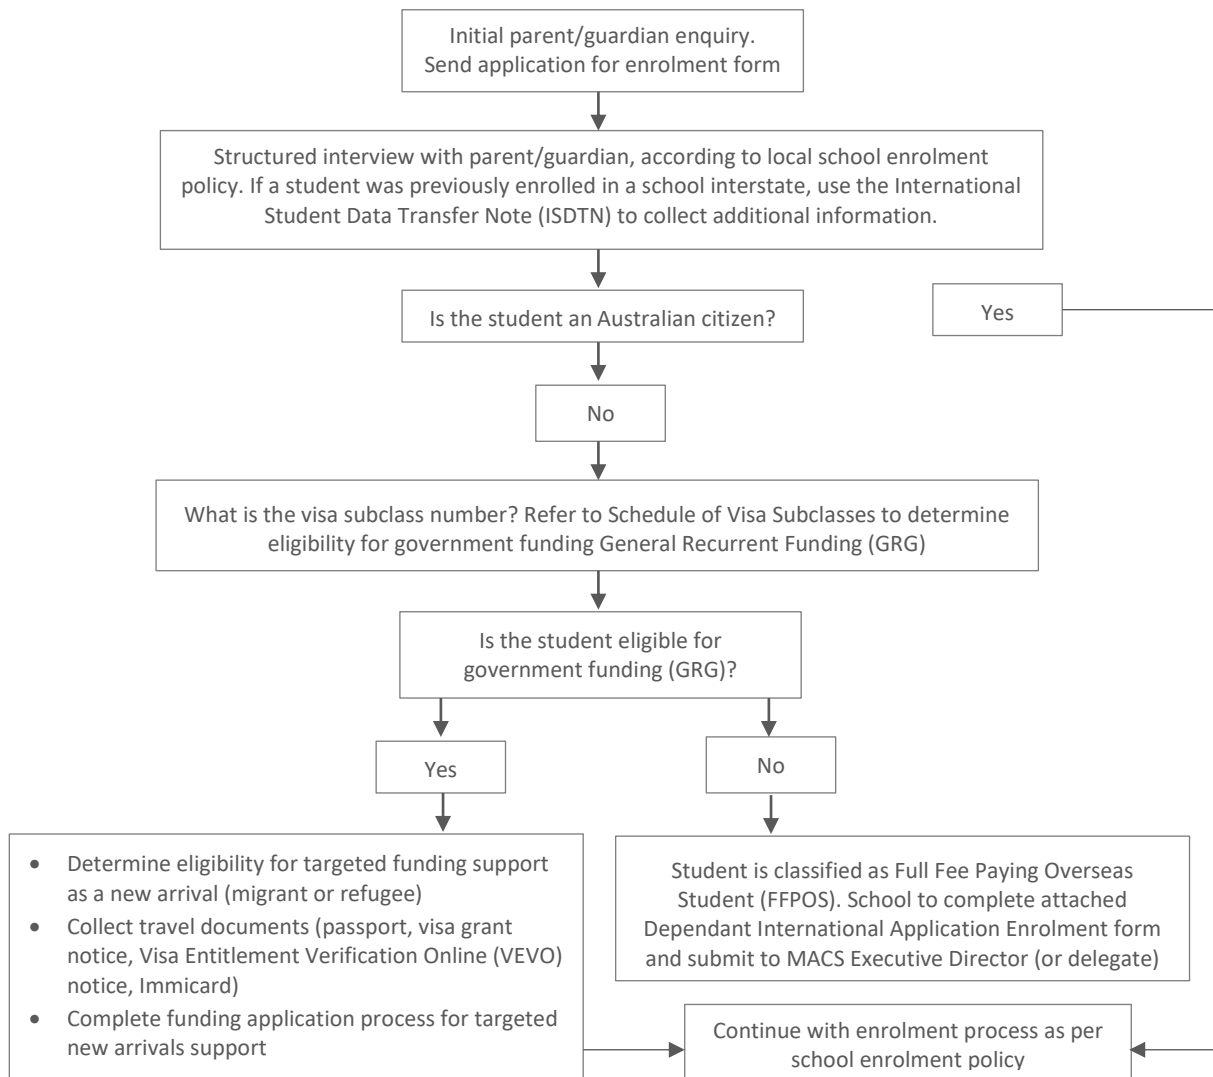 Initial parent/guardian enquiry.
Send application for enrolment form
Structured interview with parent/guardian, according to local school enrolment
policy. If a student was previously enrolled in a school interstate, use the International
Student Data Transfer Note (ISDTN) to collect additional information.
Is the student an Australian citizen?
Yes
No
What is the visa subclass number? Refer to Schedule of Visa Subclasses to determine
eligibility for government funding General Recurrent Funding (GRG)
Is the student eligible for
government funding (GRG)?
Yes
No
• Determine eligibility for targeted funding support
as a new arrival (migrant or refugee)
• Collect travel documents (passport, visa grant
notice, Visa Entitlement Verification Online (VEVO)
notice, Immicard)
• Complete funding application process for targeted
new arrivals support
Student is classified as Full Fee Paying Overseas
Student (FFPOS). School to complete attached
Dependant International Application Enrolment form
and submit to MACS Executive Director (or delegate)
Continue with enrolment process as per
school enrolment policy